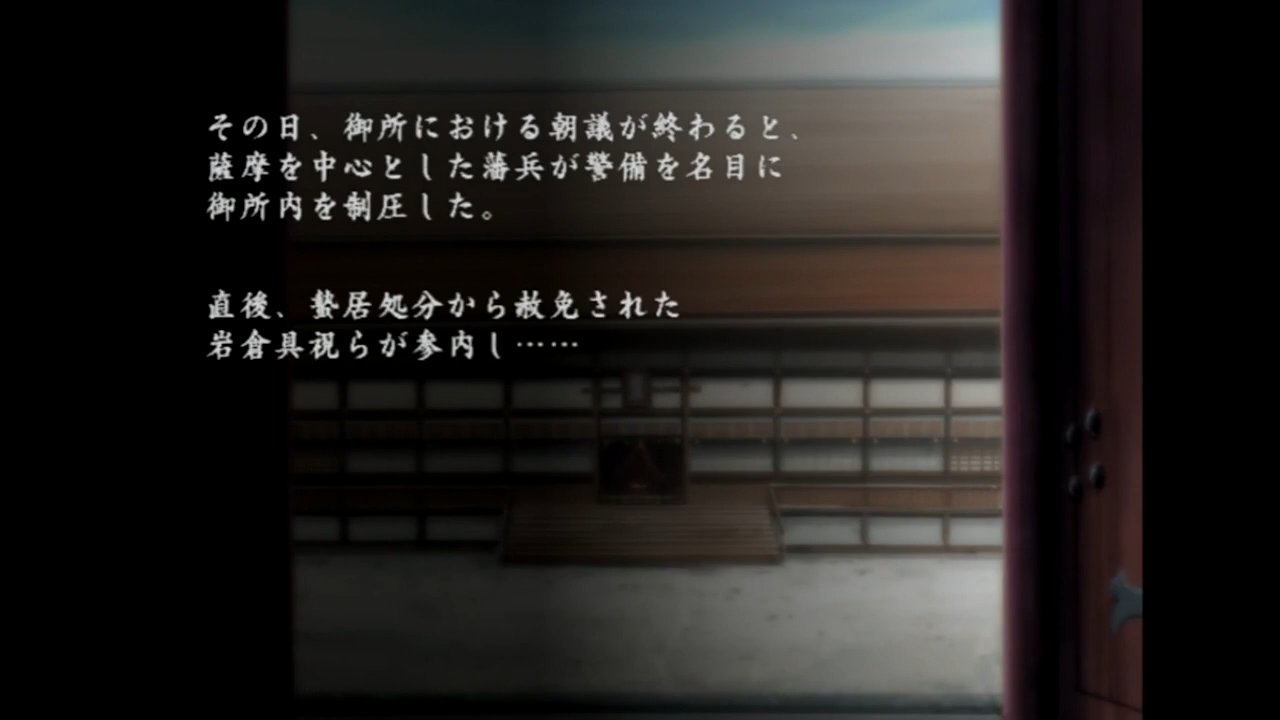 その日、御所における朝議が終わると、
薩摩を中心とした藩兵が警備を名目に
御所内を制圧した。
直後、蟄居処分から赦免された
岩倉具視らが参内し……